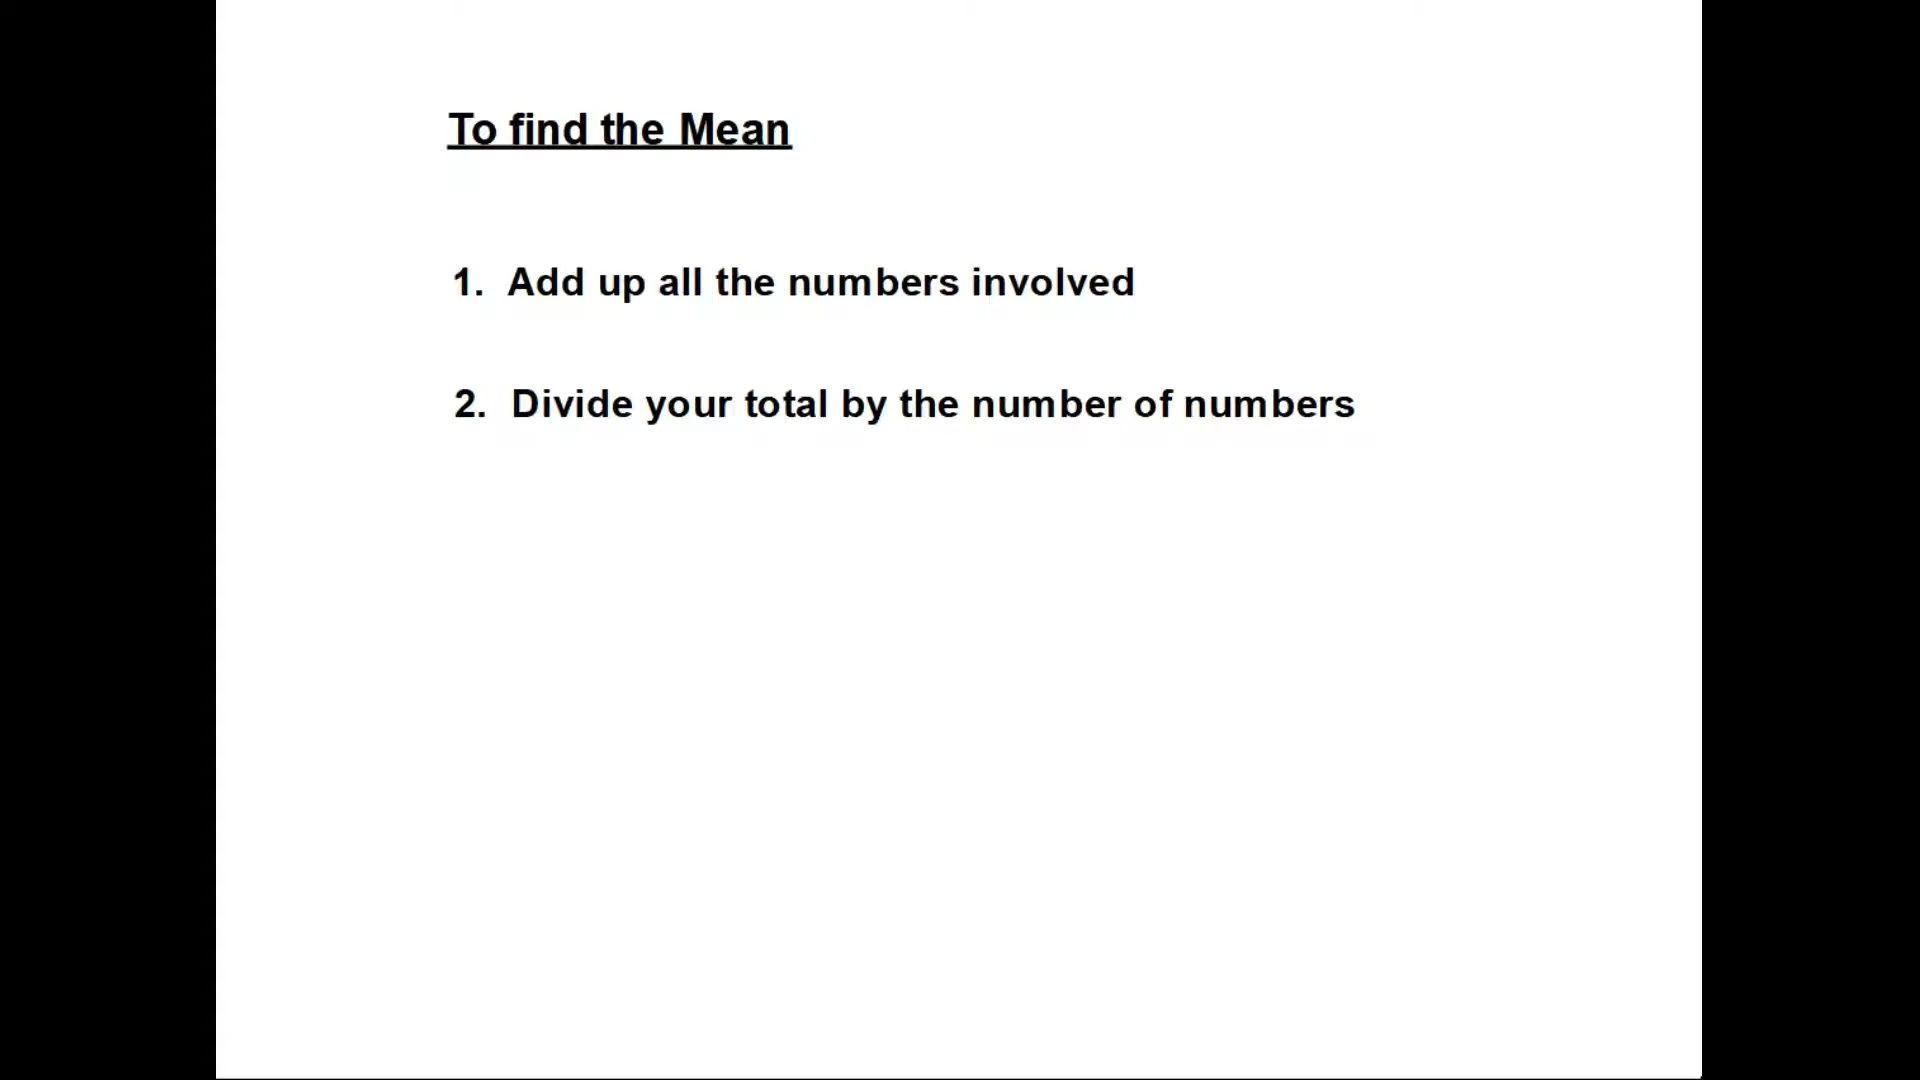 To find the Mean
1. Add up all the numbers involved
2. Divide your total by the number of numbers